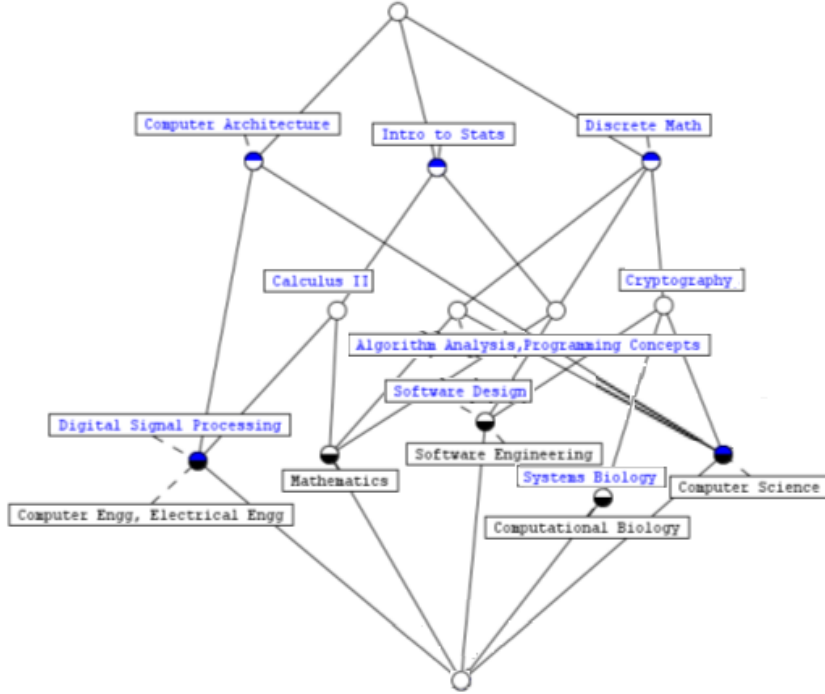 Computer Architecture
Intro to Stats
Discrete Math
Calculus II
Cryptography
Algorithm Analysis,Programming Concepts
Software Design
Digital Signal Processing
Software Engineering
Mathematics
Systems Biology
Computer Science
Computer Engg, Electrical Engg
Computational Biology